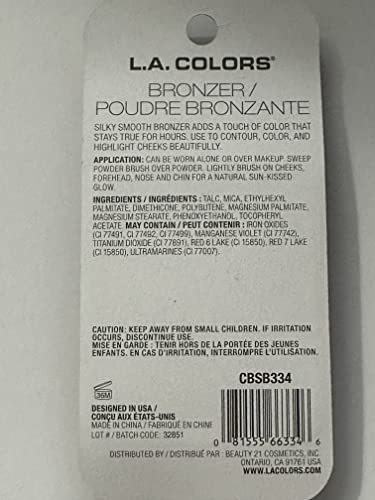 L.A. COLORS®
BRONZER /
POUDRE BRONZANTE
SILKY SMOOTH BRONZER ADDS A TOUCH OF COLOR THAT
STAYS TRUE FOR HOURS. USE TO CONTOUR, COLOR, AND
HIGHLIGHT CHEEKS BEAUTIFULLY.
APPLICATION: CAN BE WORN ALONE OR OVER MAKEUP. SWEEP
POWDER BRUSH OVER POWDER. LIGHTLY BRUSH ON CHEEKS,
FOREHEAD, NOSE AND CHIN FOR A NATURAL SUN-KISSED
GLOW.
INGREDIENTS / INGRÉDIENTS: TALC, MICA, ETHYLHEXYL
PALMITATE, DIMETHICONE, POLYBUTENE, MAGNESIUM PALMITATE,
MAGNESIUM STEARATE, PHENOXYETHANOL, TOCOPHERYL
ACETATE. MAY CONTAIN / PEUT CONTENIR: IRON OXIDES
(CI 77491, CI 77492, CI 77499), MANGANESE VIOLET (CI 77742),
TITANIUM DIOXIDE (CI 77891), RED 6 LAKE (CI 15850), RED 7 LAKE
(CI 15850), ULTRAMARINES (CI 77007).
CAUTION: KEEP AWAY FROM SMALL CHILDREN. IF IRRITATION
OCCURS, DISCONTINUE USE.
MISE EN GARDE : TENIR HORS DE LA PORTÉE DES JEUNES
ENFANTS. EN CAS D'IRRITATION, INTERROMPRE L'UTILISATION.
36M
CBSB334
DESIGNED IN USA /
CONÇU AUX ÉTATS-UNIS
MADE IN CHINA / FABRIQUÉ EN CHINE
LOT # / BATCH-CODE: 32851
0 81555 66334 6
DISTRIBUTED BY / DISTRIBUÉ PAR : BEAUTY 21 COSMETICS, INC
ONTARIO, CA 91761 USA
WWW.LACOLORS.COM